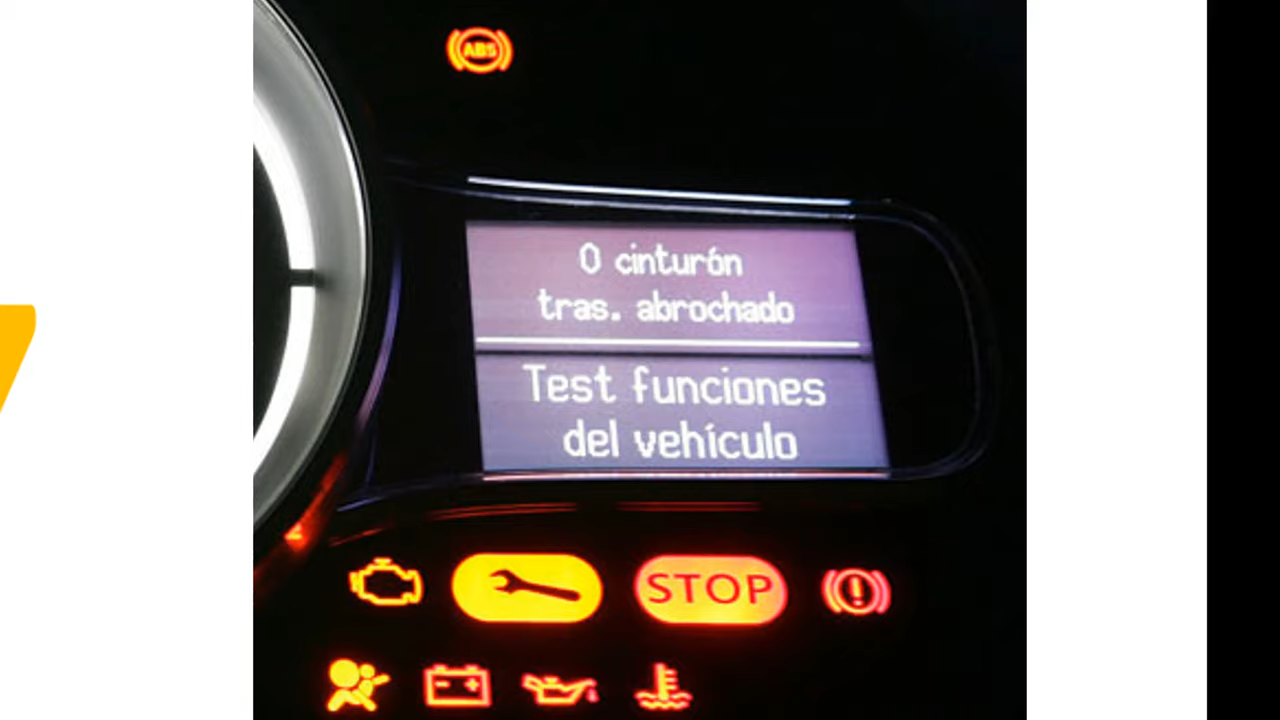 ABS
0 cinturón
tras. abrochado
Test funciones
del vehículo
STOP